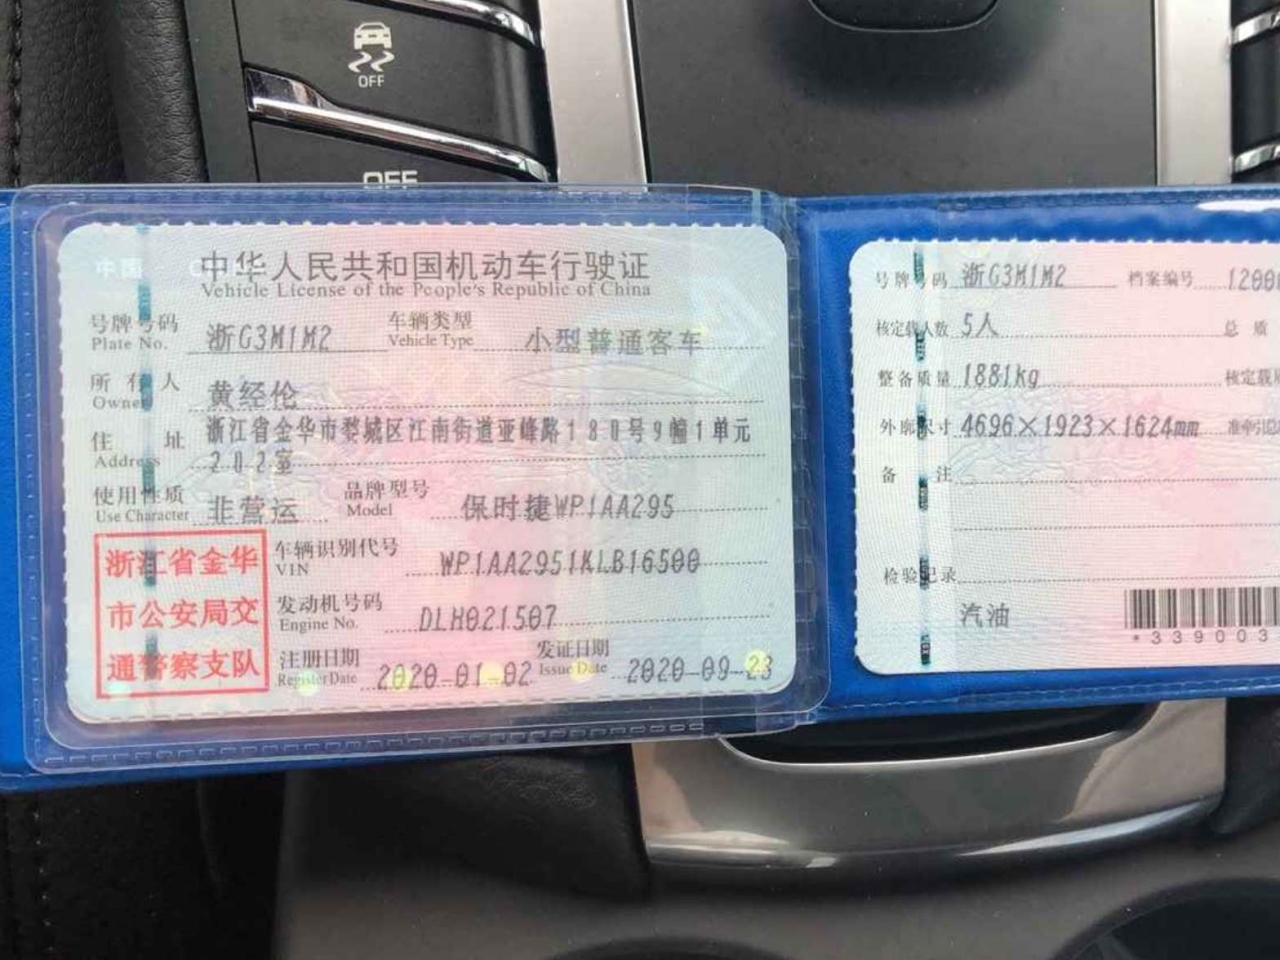 OFF
OFF
中华人民共和国机动车行驶证
Vehicle License of the People's Republic of China
号牌号码 浙G3M1M2 车辆类型 小型普通客车
Plate No. Vehicle Type
所有人 黄经伦
Owner
住址 浙江省金华市婺城区江南街道亚峰路180号9幢1单元
Address 202室
使用性质 非营运 品牌型号 保时捷WP1AA295
Use Character Model
浙江省金华
市公安局交
通警察支队
车辆识别代号 WP1AA2951KLB16500
VIN
发动机号码 DLH021507
Engine No.
注册日期 2020-01-02 发证日期 2020-09-23
Register Date Issue Date
号牌号码 浙G3M1M2 档案编号 1200
核定载人数 5人 总质
整备质量 1881kg 核定载质
外廓尺寸 4696×1923×1624mm 准牵引总
备注
检验记录
汽油
*339003